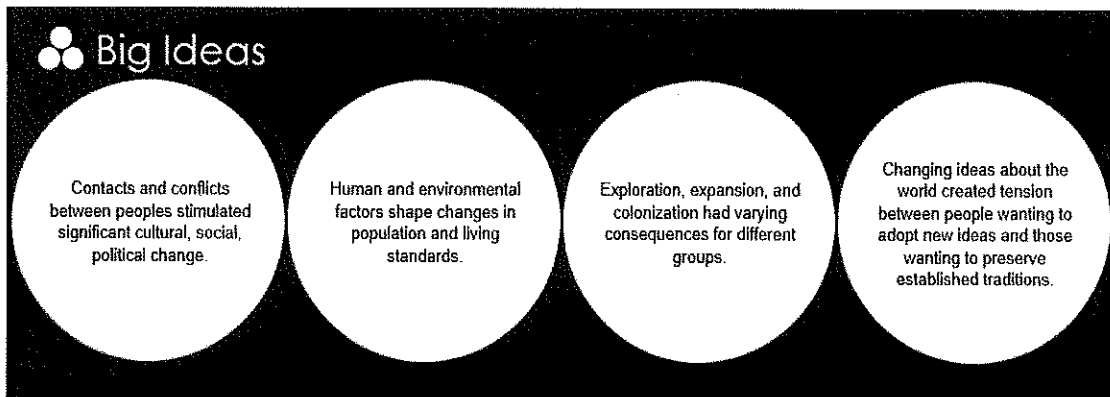 Big Ideas
Contacts and conflicts
between peoples stimulated
significant cultural, social,
political change.
Human and environmental
factors shape changes in
population and living
standards.
Exploration, expansion, and
colonization had varying
consequences for different
groups.
Changing ideas about the
world created tension
between people wanting to
adopt new ideas and those
wanting to preserve
established traditions.